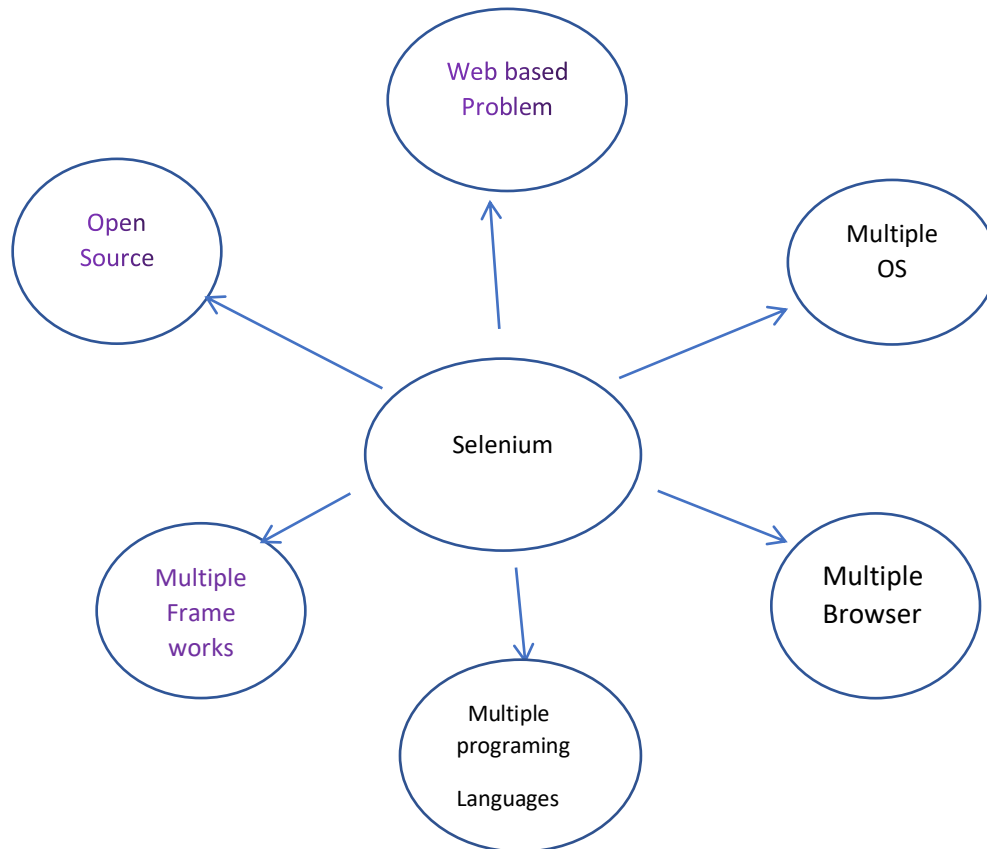 Web based
Problem
Open
Source
Multiple
OS
Selenium
Multiple
Frame
works
Multiple
Browser
Multiple
programing
Languages